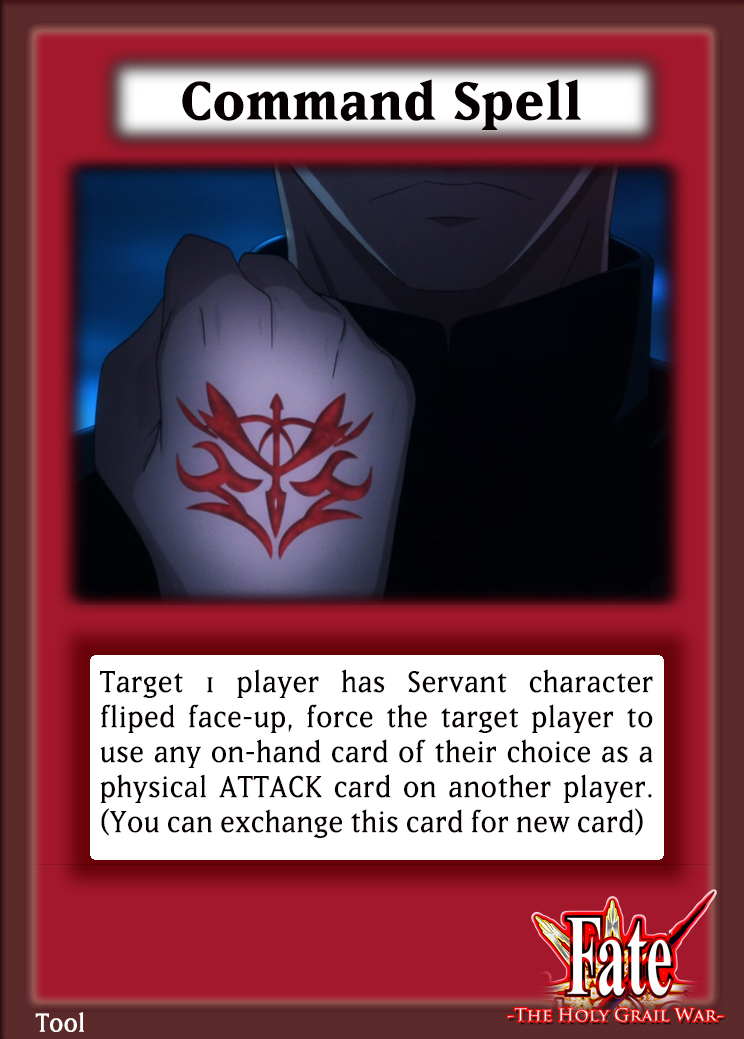 Command Spell
Target 1 player has Servant character
fliped face-up, force the target player to
use any on-hand card of their choice as a
physical ATTACK card on another player.
(You can exchange this card for new card)
Fate
-THE HOLY GRAIL WAR-
Tool